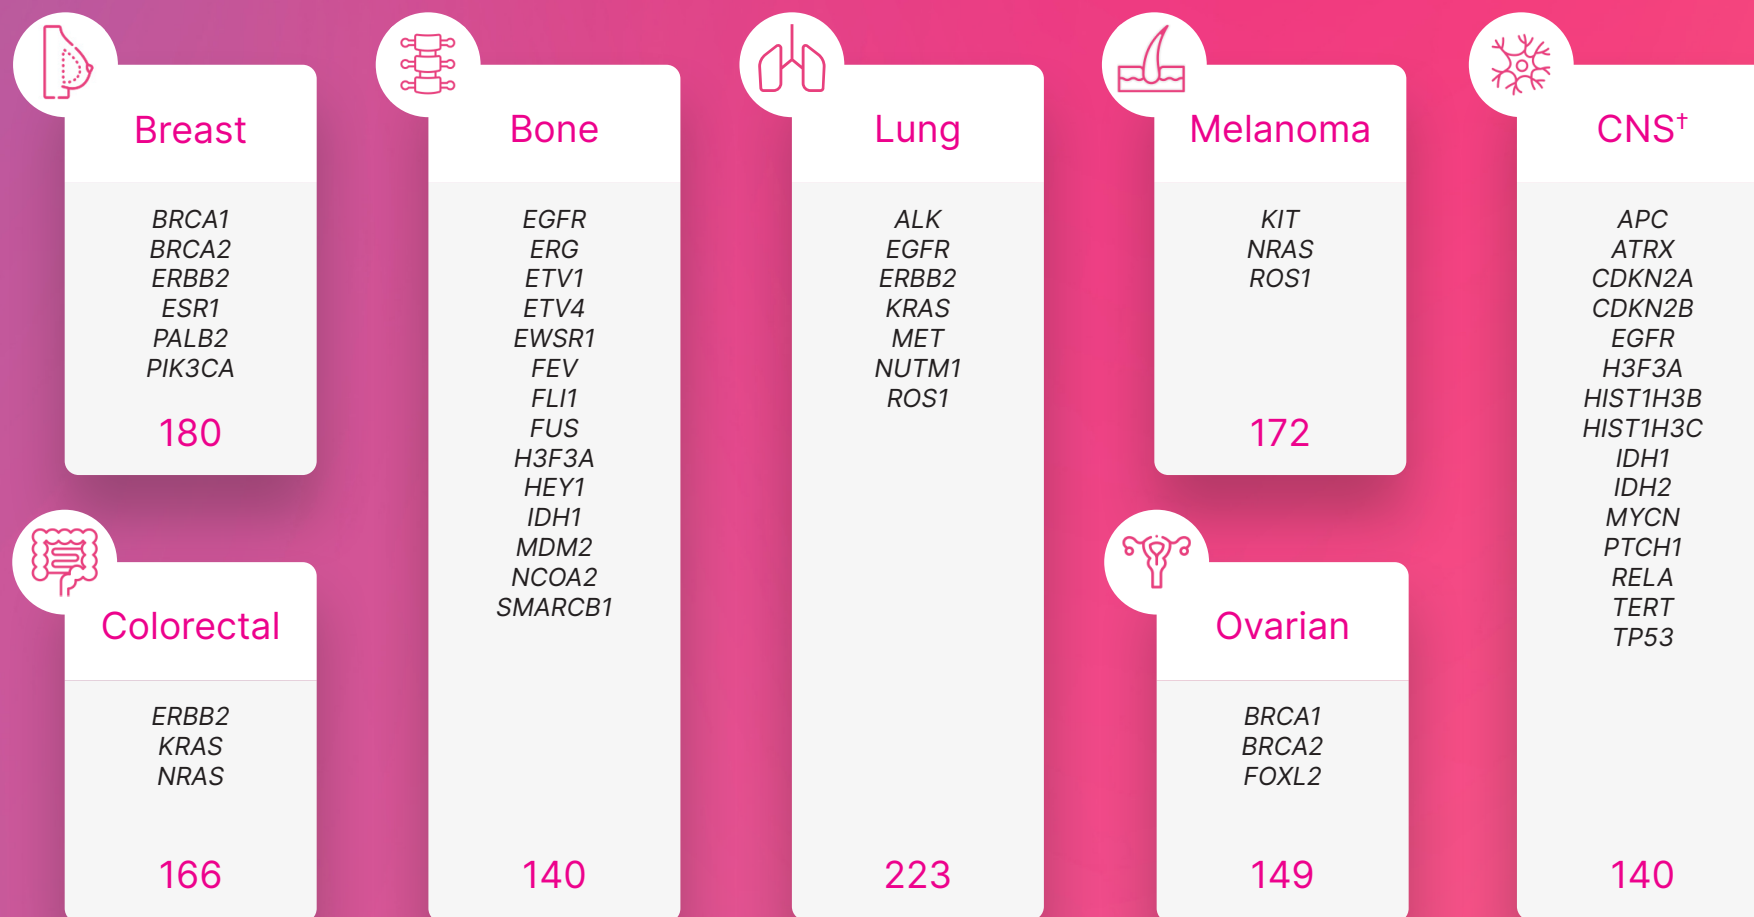 Breast
BRCA1
BRCA2
ERBB2
ESR1
PALB2
PIK3CA
180
Colorectal
ERBB2
KRAS
NRAS
166
Bone
EGFR
ERG
ETV1
ETV4
EWSR1
FEV
FLI1
FUS
H3F3A
HEY1
IDH1
MDM2
NCOA2
SMARCB1
140
Lung
ALK
EGFR
ERBB2
KRAS
MET
NUTM1
ROS1
223
Melanoma
KIT
NRAS
ROS1
172
Ovarian
BRCA1
BRCA2
FOXL2
149
CNS†
APC
ATRX
CDKN2A
CDKN2B
EGFR
H3F3A
HIST1H3B
HIST1H3C
IDH1
IDH2
MYCN
PTCH1
RELA
TERT
TP53
140